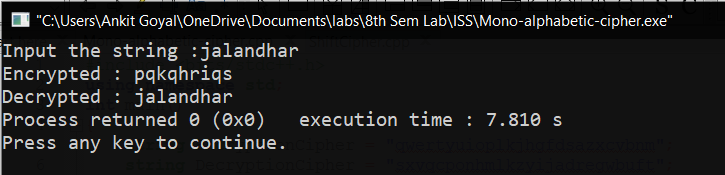 "C:\Users\Ankit Goyal\OneDrive\Documents\labs\8th Sem Lab\ISS\Mono-alphabetic-cipher.exe"
Input the string :jalandhar
Encrypted : pqkqhriqs
Decrypted : jalandhar
Process returned 0 (0x0)   execution time : 7.810 s
Press any key to continue.